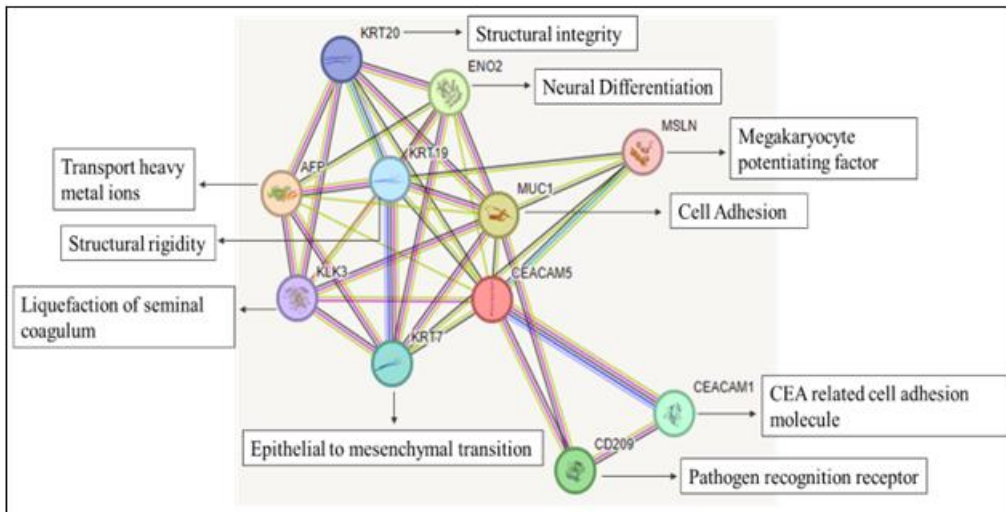 KRT20
Structural integrity
ENO2
Neural Differentiation
MSLN
Megakaryocyte
potentiating factor
AFP
KRT19
Transport heavy
metal ions
MUC1
Cell Adhesion
Structural rigidity
CEACAM5
KLK3
Liquefaction of seminal
coagulum
KRT7
CEACAM1
CEA related cell adhesion
molecule
Epithelial to mesenchymal transition
CD209
Pathogen recognition receptor